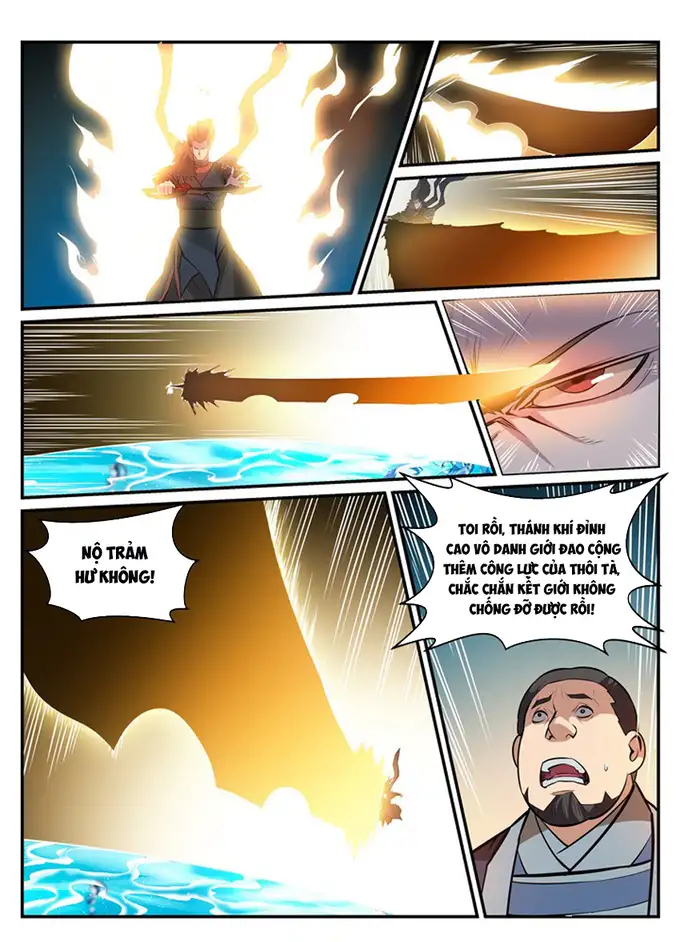 NỘ TRẢM
HƯ KHÔNG!
TOI RỒI, THÁNH KHÍ ĐỈNH
CAO VÔ DANH GIỚI ĐAO CỘNG
THÊM CÔNG LỰC CỦA THÔI TÀ,
CHẮC CHẮN KẾT GIỚI KHÔNG
CHỐNG ĐỠ ĐƯỢC RỒI!